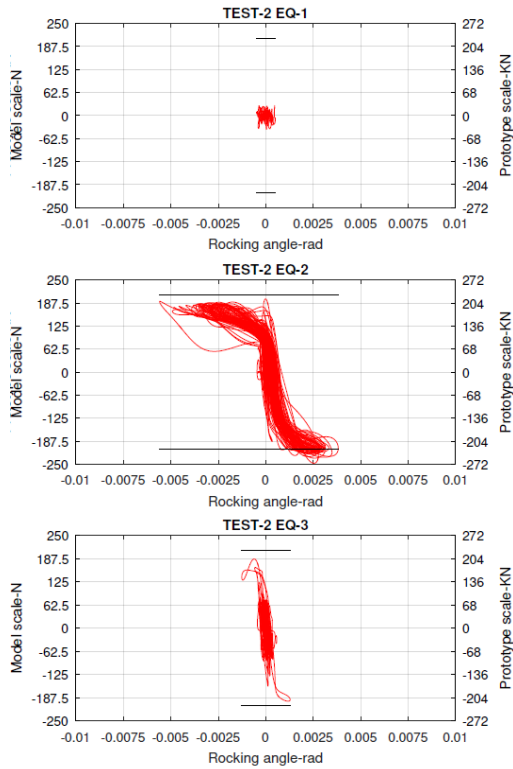 TEST-2 EQ-1
250 272
187.5 204
125 136
62.5 68
0 0
-62.5 -68
-125 -136
-187.5 -204
-250 -272
Model scale-N
Prototype scale-KN
-0.01 -0.0075 -0.005 -0.0025 0 0.0025 0.005 0.0075 0.01
Rocking angle-rad
TEST-2 EQ-2
250 272
187.5 204
125 136
62.5 68
0 0
-62.5 -68
-125 -136
-187.5 -204
-250 -272
Model scale-N
Prototype scale-KN
-0.01 -0.0075 -0.005 -0.0025 0 0.0025 0.005 0.0075 0.01
Rocking angle-rad
TEST-2 EQ-3
250 272
187.5 204
125 136
62.5 68
0 0
-62.5 -68
-125 -136
-187.5 -204
-250 -272
Model scale-N
Prototype scale-KN
-0.01 -0.0075 -0.005 -0.0025 0 0.0025 0.005 0.0075 0.01
Rocking angle-rad